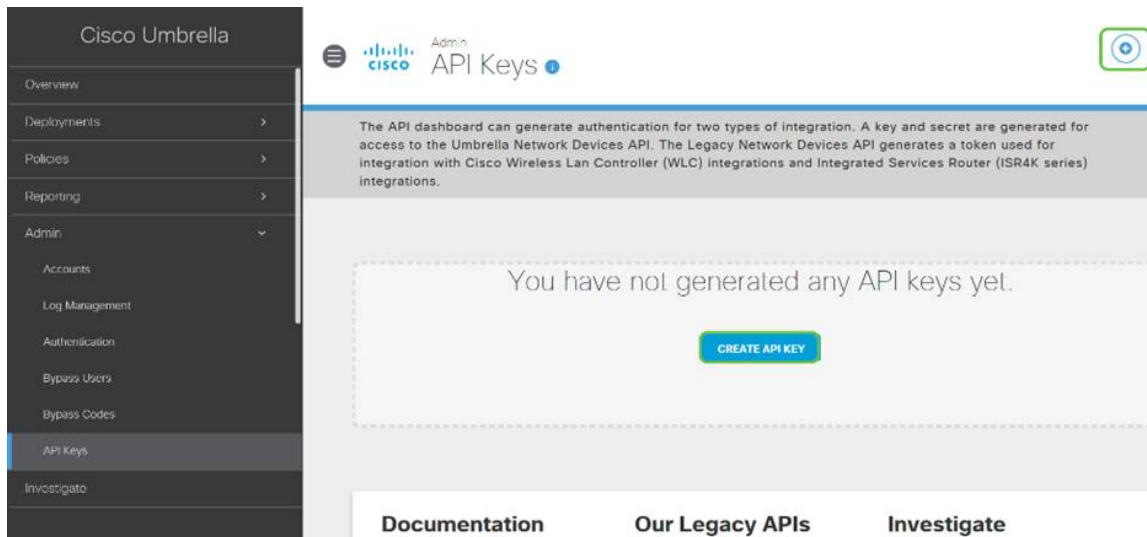 Cisco Umbrella
Overview
Deployments
Policies
Reporting
Admin
Accounts
Log Management
Authentication
Bypass Users
Bypass Codes
API Keys
Investigate
CISCO
Admin
API Keys
The API dashboard can generate authentication for two types of integration. A key and secret are generated for
access to the Umbrella Network Devices API. The Legacy Network Devices API generates a token used for
integration with Cisco Wireless Lan Controller (WLC) integrations and Integrated Services Router (ISR4K series)
integrations.
You have not generated any API keys yet.
CREATE API KEY
Documentation
Our Legacy APIs
Investigate